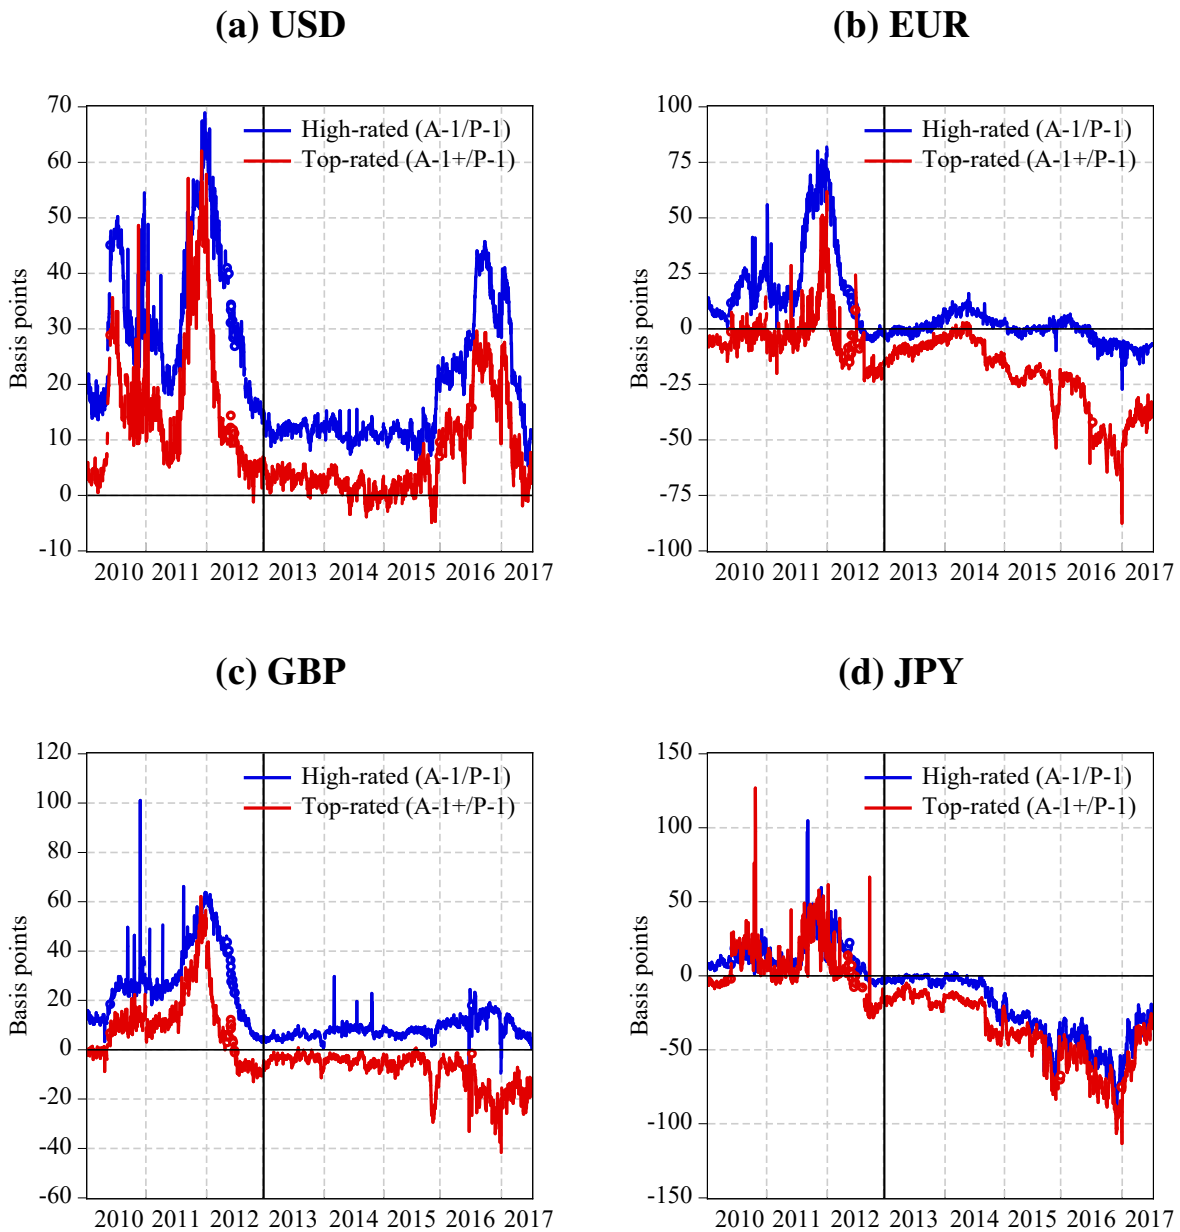 (a) USD
Basis points
70
60
50
40
30
20
10
0
-10
High-rated (A-1/P-1)
Top-rated (A-1+/P-1)
2010 2011 2012 2013 2014 2015 2016 2017
(b) EUR
Basis points
100
75
50
25
0
-25
-50
-75
-100
High-rated (A-1/P-1)
Top-rated (A-1+/P-1)
2010 2011 2012 2013 2014 2015 2016 2017
(c) GBP
Basis points
120
100
80
60
40
20
0
-20
-40
-60
High-rated (A-1/P-1)
Top-rated (A-1+/P-1)
2010 2011 2012 2013 2014 2015 2016 2017
(d) JPY
Basis points
150
100
50
0
-50
-100
-150
High-rated (A-1/P-1)
Top-rated (A-1+/P-1)
2010 2011 2012 2013 2014 2015 2016 2017